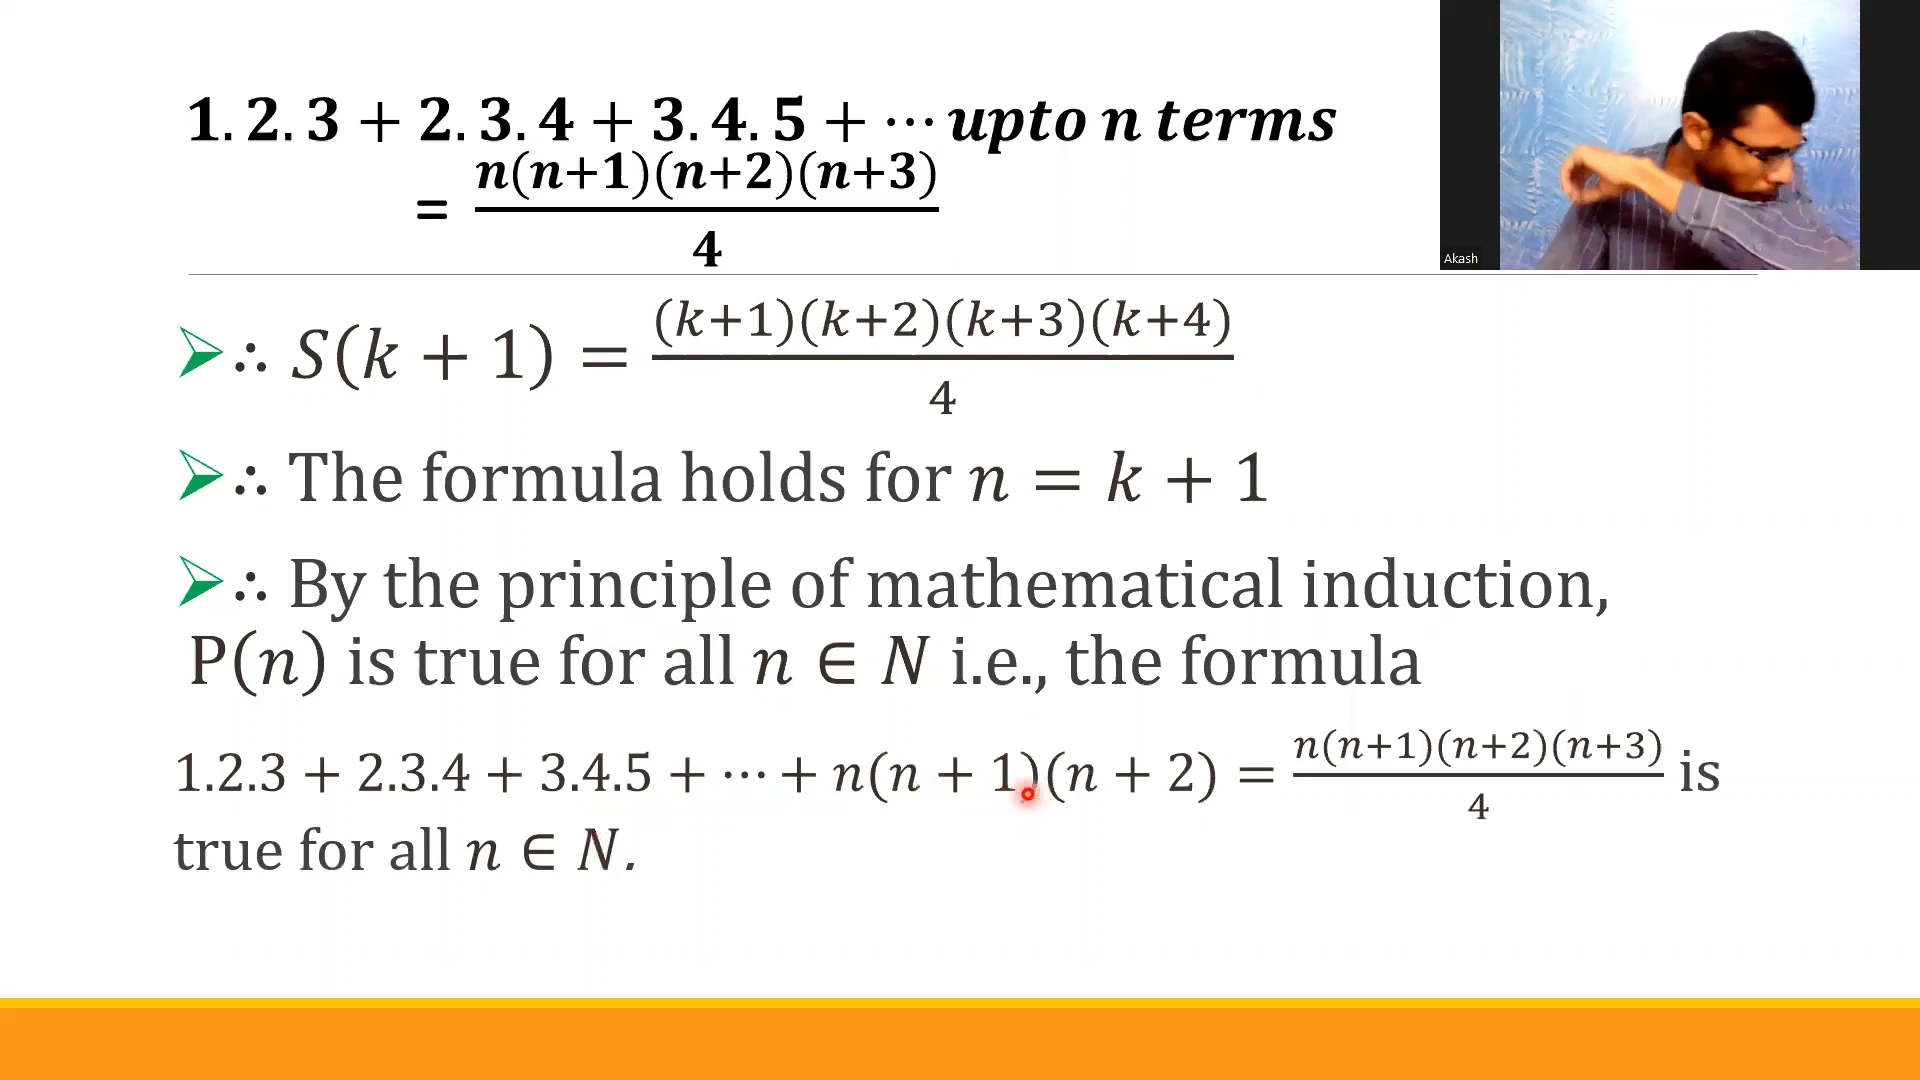 1.2.3 + 2.3.4 + 3.4.5 + ⋯ upto n terms
= n(n+1)(n+2)(n+3)/4
Akash
∴ S(k + 1) = (k+1)(k+2)(k+3)(k+4)/4
∴ The formula holds for n = k + 1
∴ By the principle of mathematical induction,
P(n) is true for all n ∈ N i.e., the formula
1.2.3 + 2.3.4 + 3.4.5 + ⋯ + n(n + 1)(n + 2) = n(n+1)(n+2)(n+3)/4 is
true for all n ∈ N.